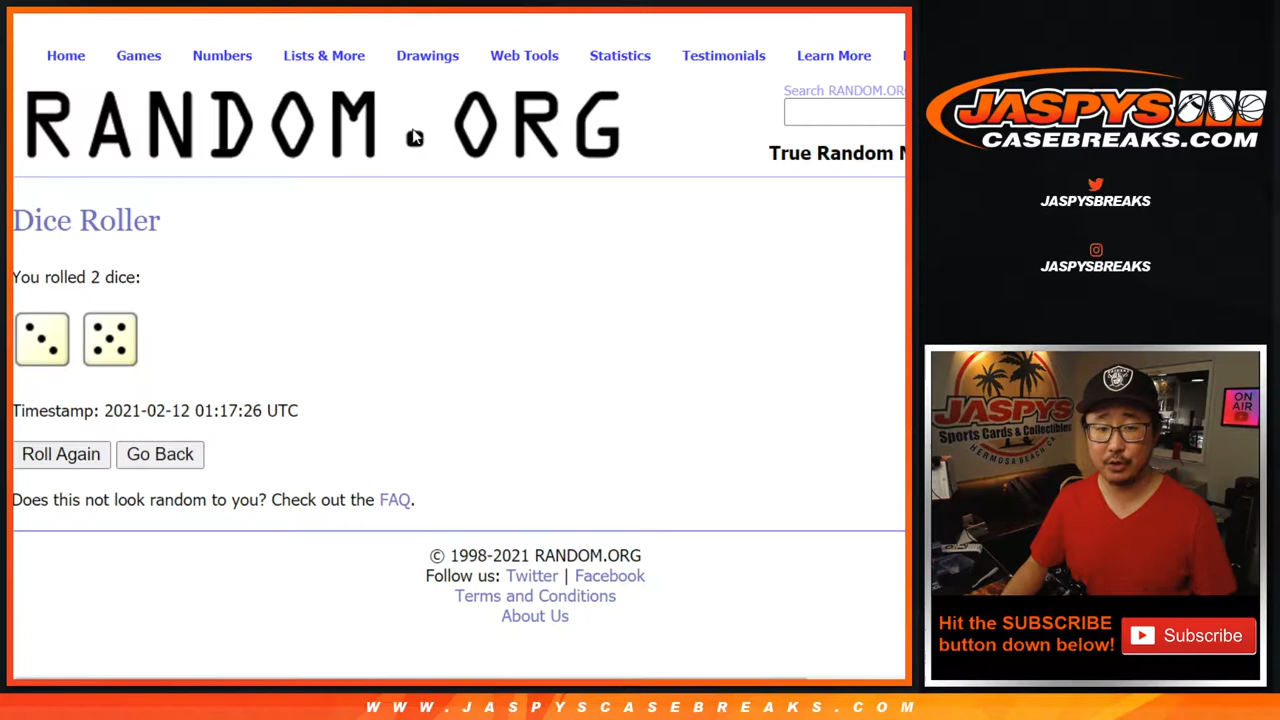 Home Games Numbers Lists & More Drawings Web Tools Statistics Testimonials Learn More
RANDOM.ORG
Search RANDOM.OR
True Random
Dice Roller
You rolled 2 dice:
Timestamp: 2021-02-12 01:17:26 UTC
Roll Again Go Back
Does this not look random to you? Check out the FAQ.
© 1998-2021 RANDOM.ORG
Follow us: Twitter | Facebook
Terms and Conditions
About Us
JASPYS
CASEBREAKS.COM
JASPYSBREAKS
JASPYSBREAKS
JASPYS
Sports Cards & Collectibles
HERMOSA BEACH CA
RAIDERS
ON AIR
Hit the SUBSCRIBE
button down below!
Subscribe
WWW.JASPYSCASEBREAKS.COM